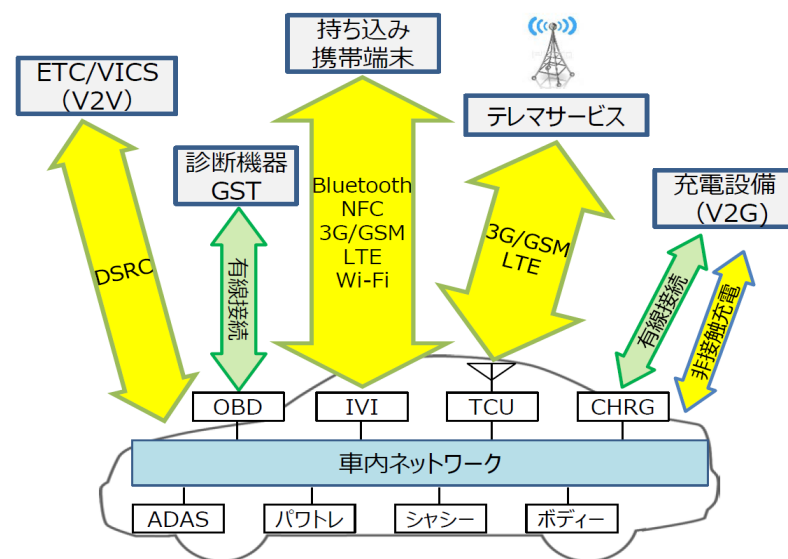 持ち込み
携帯端末
ETC/VICS
(V2V)
テレマサービス
診断機器
GST
充電設備
(V2G)
Bluetooth
NFC
3G/GSM
LTE
Wi-Fi
3G/GSM
LTE
DSRC
有線接続
有線接続
非接触充電
OBD
IVI
TCU
CHRG
車内ネットワーク
ADAS
パワトレ
シャシー
ボディー